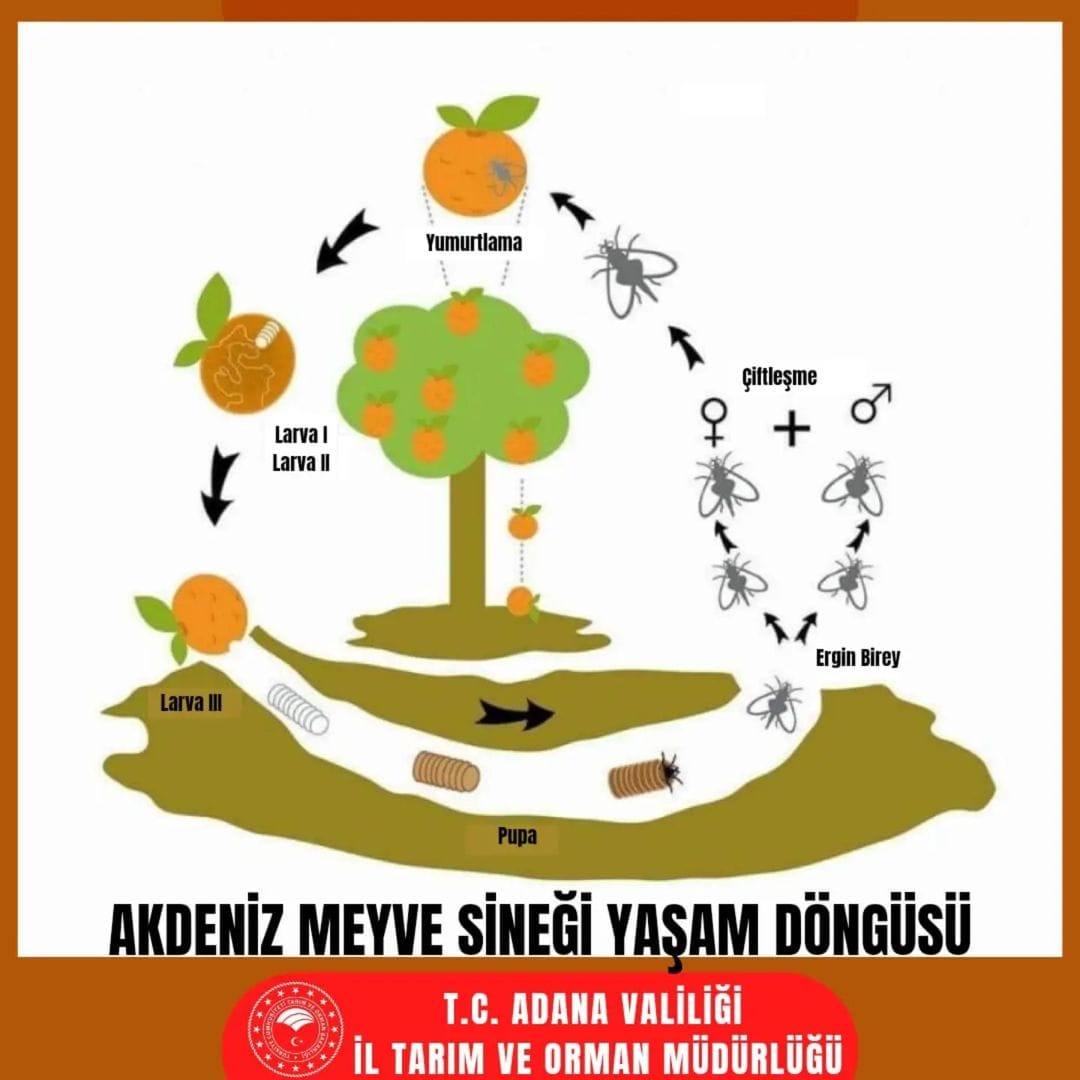 Yumurtlama
Çiftleşme
Larva I
Larva II
Ergin Birey
Larva III
Pupa
AKDENİZ MEYVE SİNEĞİ YAŞAM DÖNGÜSÜ
T.C. ADANA VALİLİĞİ
İL TARIM VE ORMAN MÜDÜRLÜĞÜ